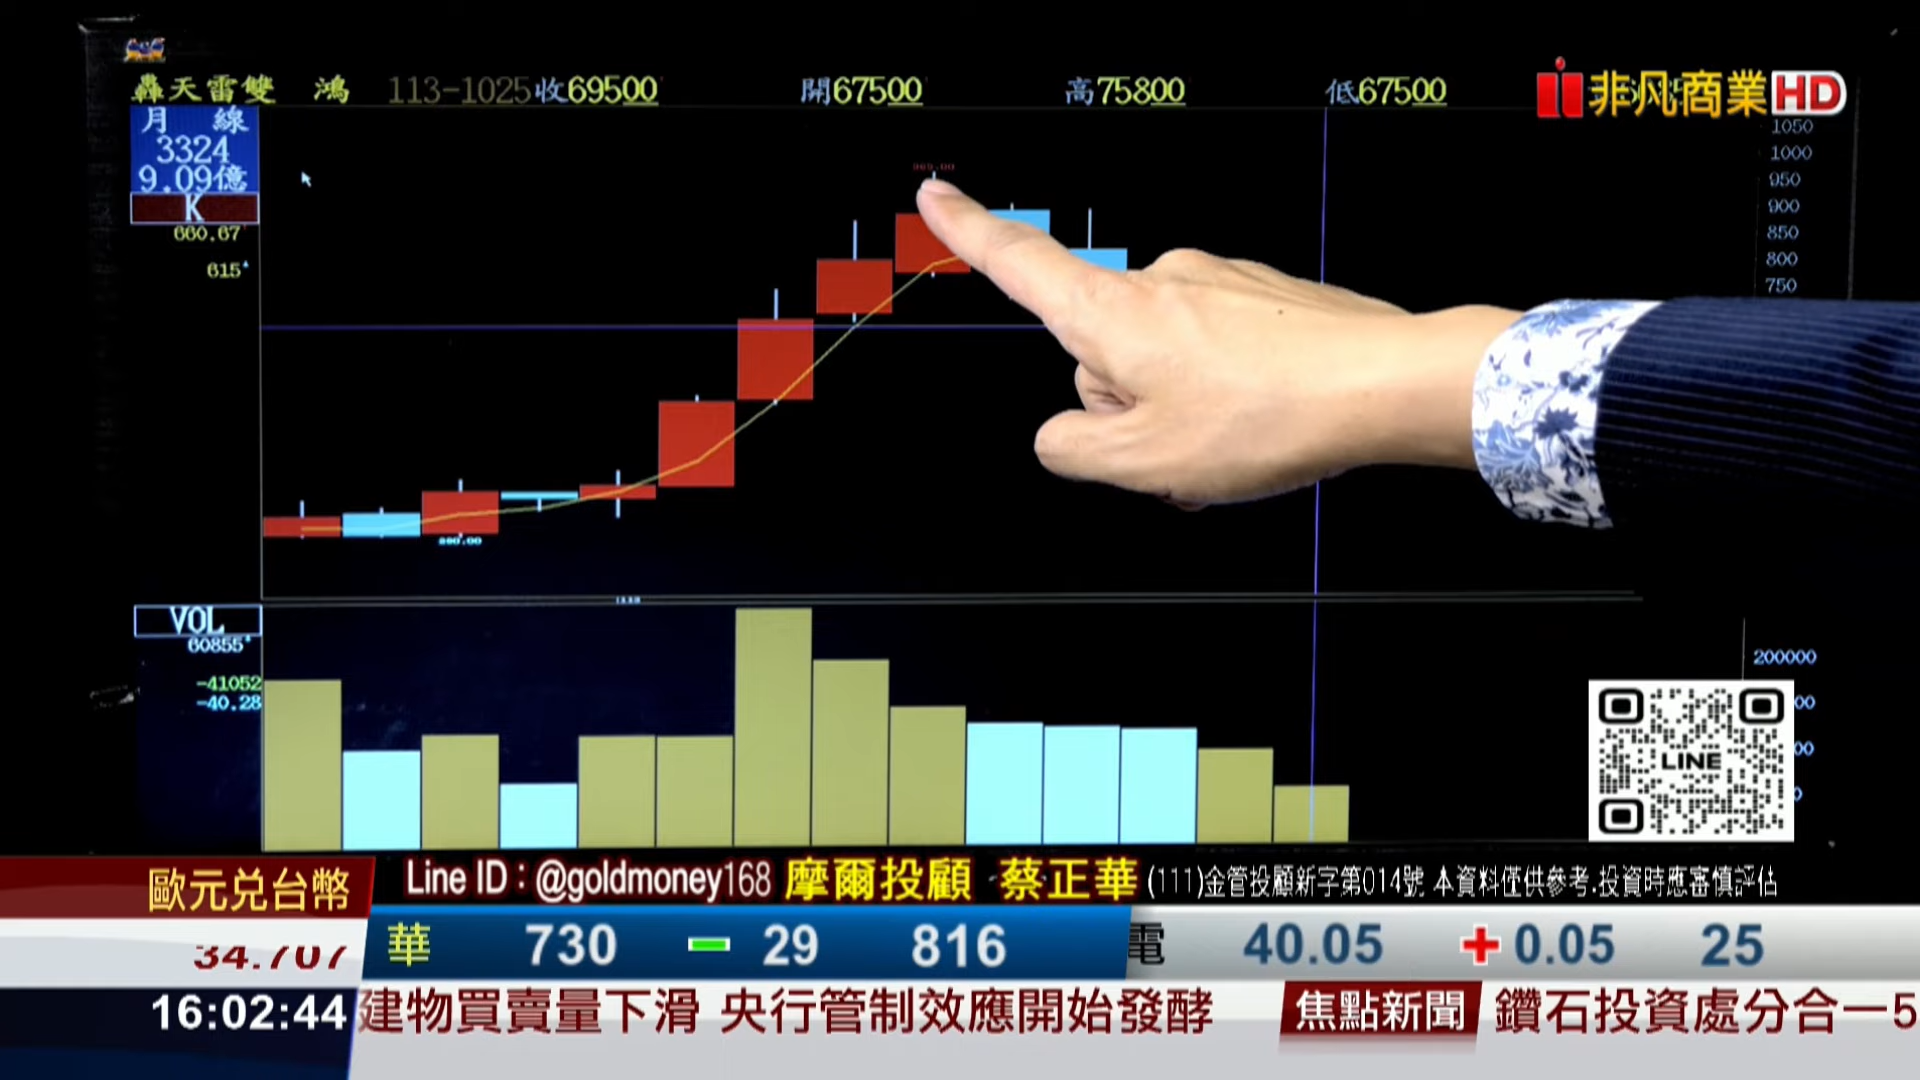 轟天雷雙 鴻 113-1025收69500 開67500 高75800 低67500
非凡商業HD
月 線
3324
9.09億
K
660.67
615
1050
1000
950
900
850
800
750
VOL
60855
-41052
-40.28
200000
LINE
歐元兌台幣
34.707
16:02:44
Line ID : @goldmoney168 摩爾投顧 蔡正華 (111)金管投顧新字第014號 本資料僅供參考.投資時應審慎評估
華 730 29 816 電 40.05 +0.05 25
建物買賣量下滑 央行管制效應開始發酵 焦點新聞 鑽石投資處分合一5